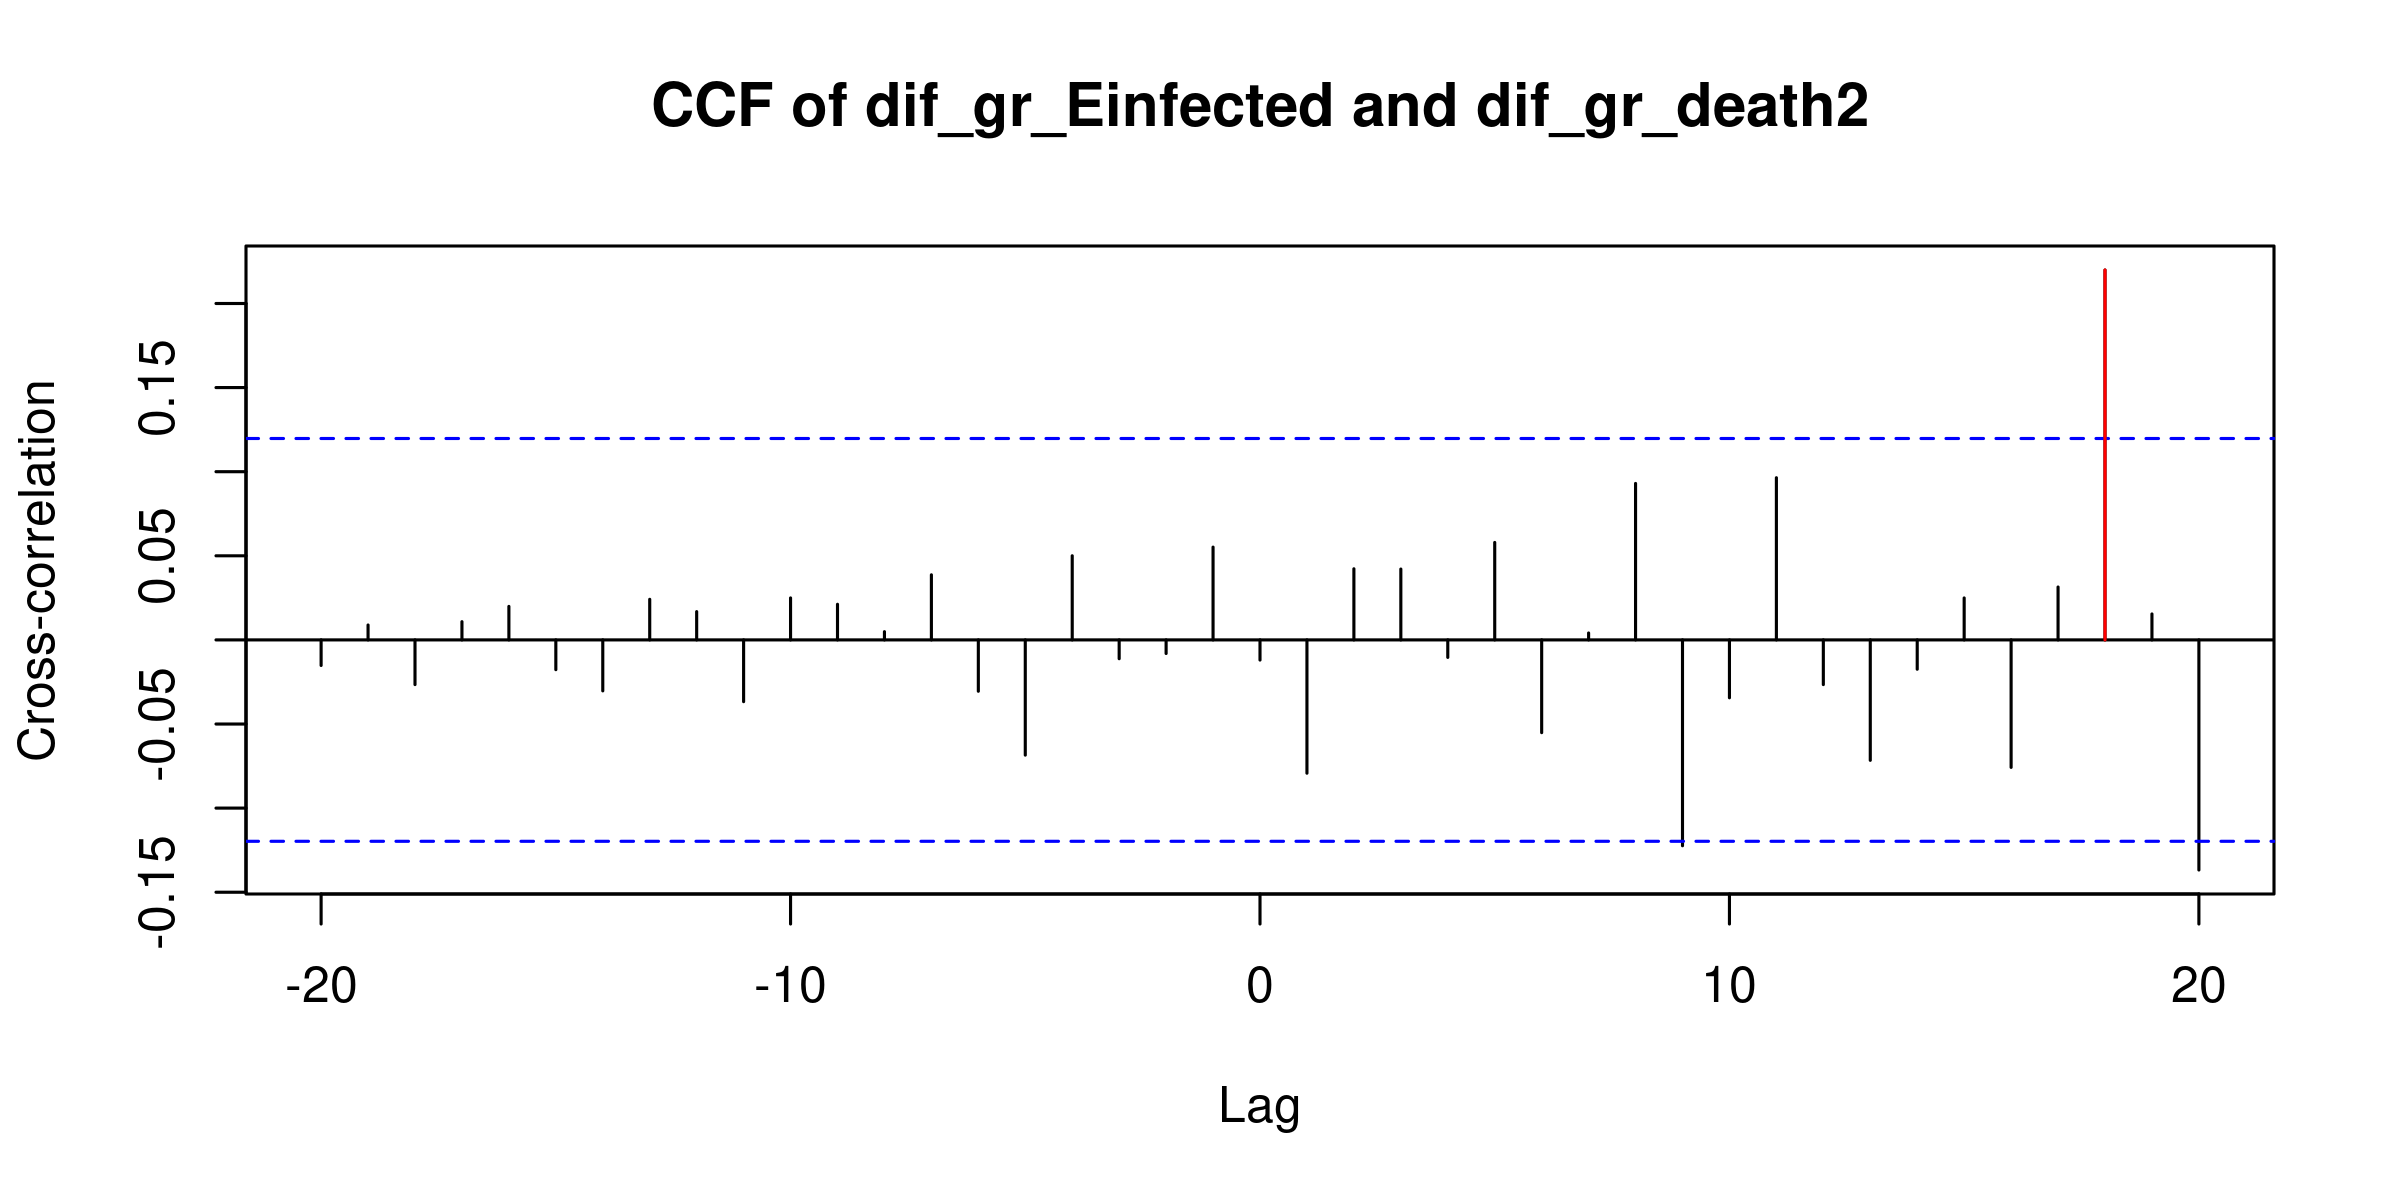 CCF of dif_gr_Einfected and dif_gr_death2
Cross-correlation
0.15
0.05
-0.05
-0.15
-20 -10 0 10 20
Lag